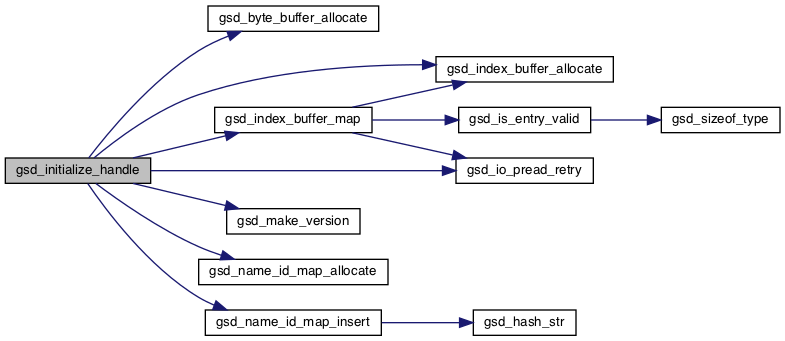 gsd_byte_buffer_allocate
gsd_index_buffer_allocate
gsd_index_buffer_map
gsd_is_entry_valid
gsd_sizeof_type
gsd_initialize_handle
gsd_io_pread_retry
gsd_make_version
gsd_name_id_map_allocate
gsd_name_id_map_insert
gsd_hash_str